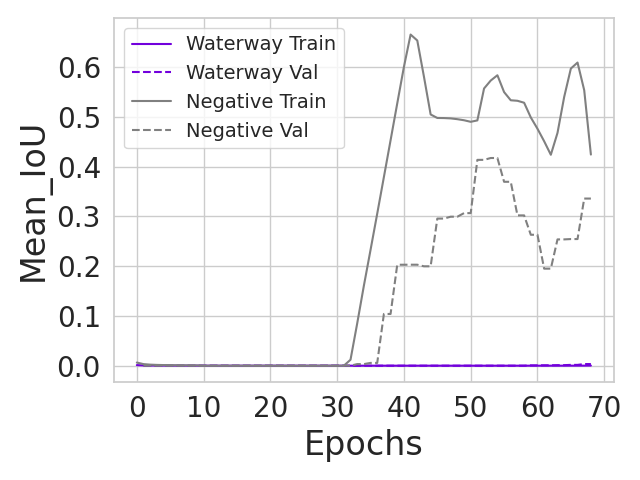 Waterway Train
Waterway Val
Negative Train
Negative Val
Mean_IoU
0.6
0.5
0.4
0.3
0.2
0.1
0.0
0 10 20 30 40 50 60 70
Epochs